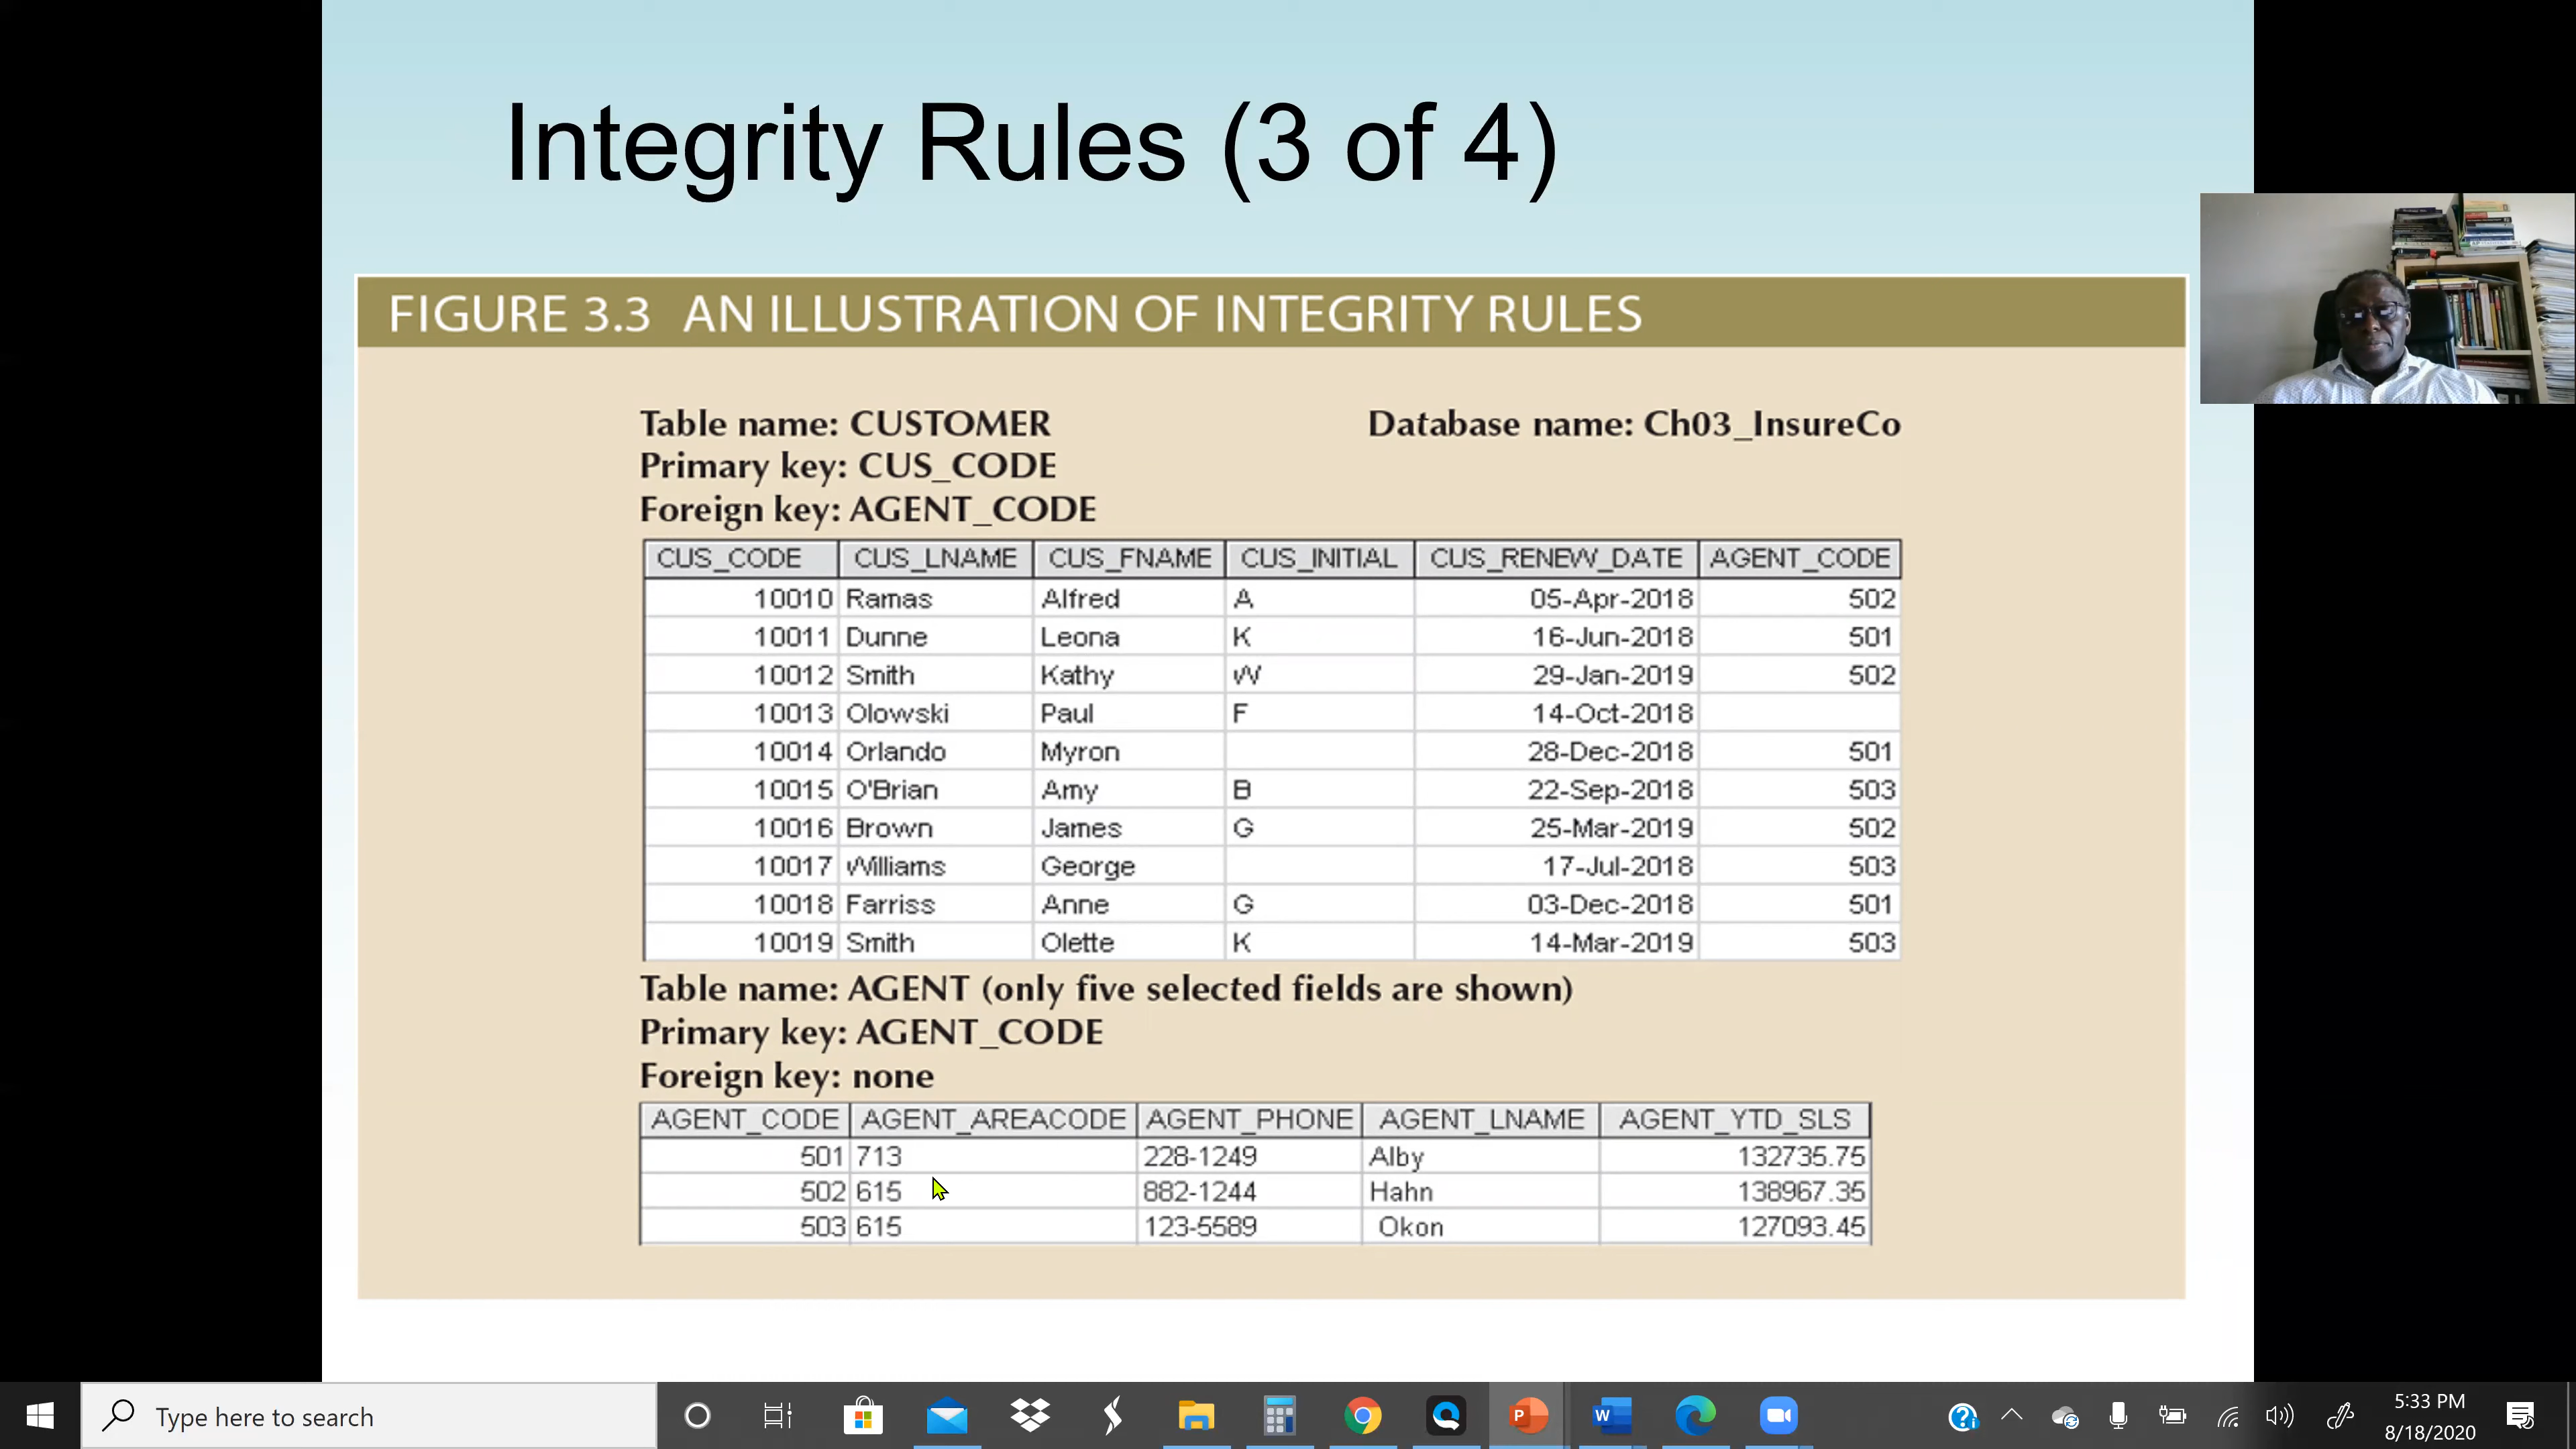 Integrity Rules (3 of 4)
FIGURE 3.3 AN ILLUSTRATION OF INTEGRITY RULES
Table name: CUSTOMER Database name: Ch03_InsureCo
Primary key: CUS_CODE
Foreign key: AGENT_CODE
CUS_CODE CUS_LNAME CUS_FNAME CUS_INITIAL CUS_RENEW_DATE AGENT_CODE
10010 Ramas Alfred A 05-Apr-2018 502
10011 Dunne Leona K 16-Jun-2018 501
10012 Smith Kathy W 29-Jan-2019 502
10013 Olowski Paul F 14-Oct-2018
10014 Orlando Myron 28-Dec-2018 501
10015 O'Brian Amy B 22-Sep-2018 503
10016 Brown James G 25-Mar-2019 502
10017 Williams George 17-Jul-2018 503
10018 Farriss Anne G 03-Dec-2018 501
10019 Smith Olette K 14-Mar-2019 503
Table name: AGENT (only five selected fields are shown)
Primary key: AGENT_CODE
Foreign key: none
AGENT_CODE AGENT_AREACODE AGENT_PHONE AGENT_LNAME AGENT_YTD_SLS
501 713 228-1249 Alby 132735.75
502 615 882-1244 Hahn 138967.35
503 615 123-5589 Okon 127093.45
Type here to search
5:33 PM
8/18/2020